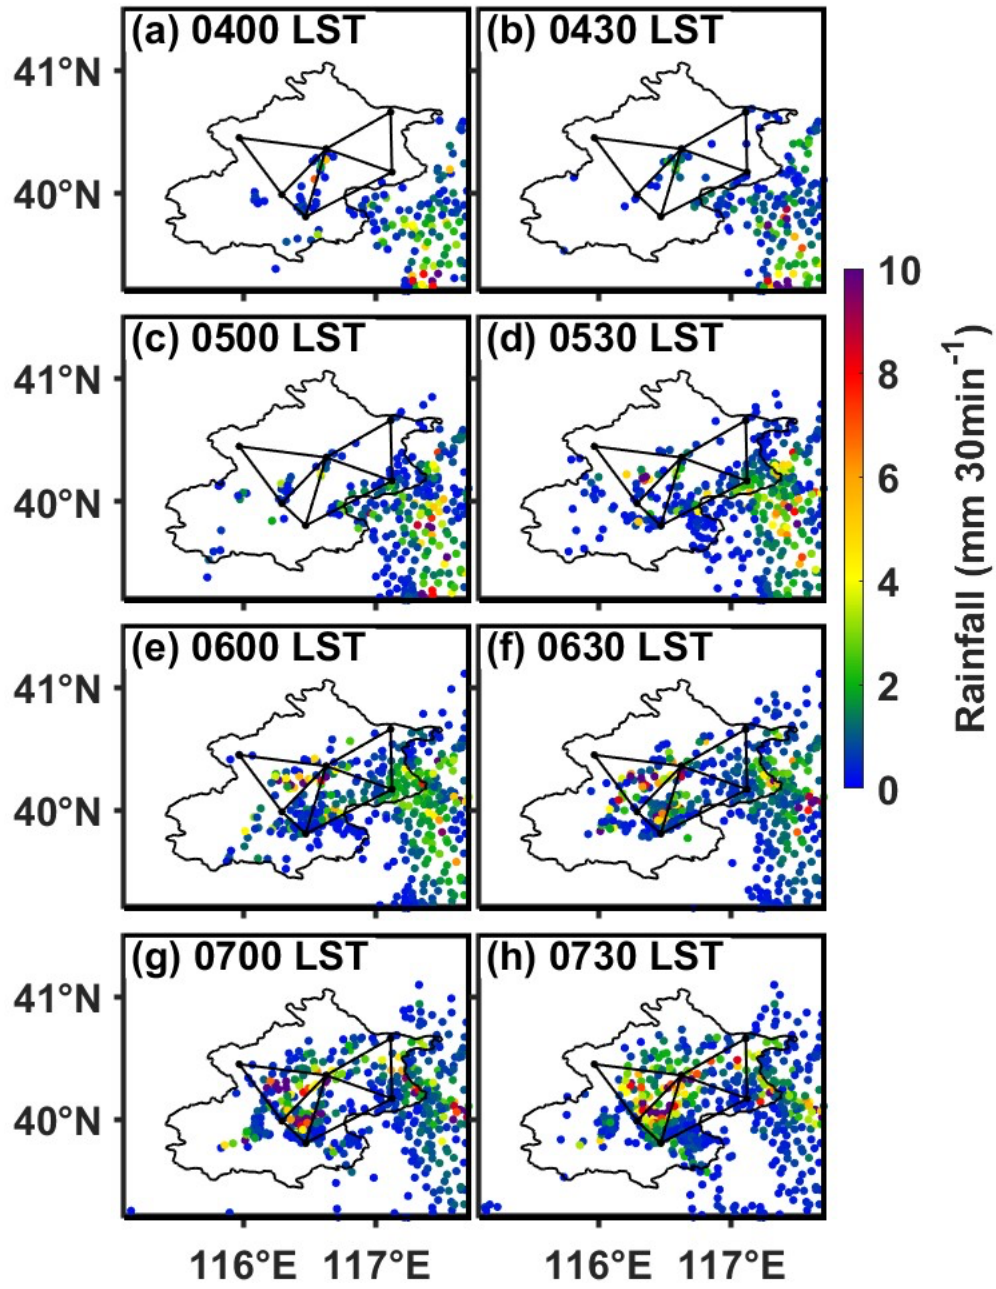 (a) 0400 LST
(b) 0430 LST
41°N
40°N
(c) 0500 LST
(d) 0530 LST
41°N
40°N
(e) 0600 LST
(f) 0630 LST
41°N
40°N
(g) 0700 LST
(h) 0730 LST
41°N
40°N
116°E 117°E
116°E 117°E
10
8
6
4
2
0
Rainfall (mm 30min⁻¹)